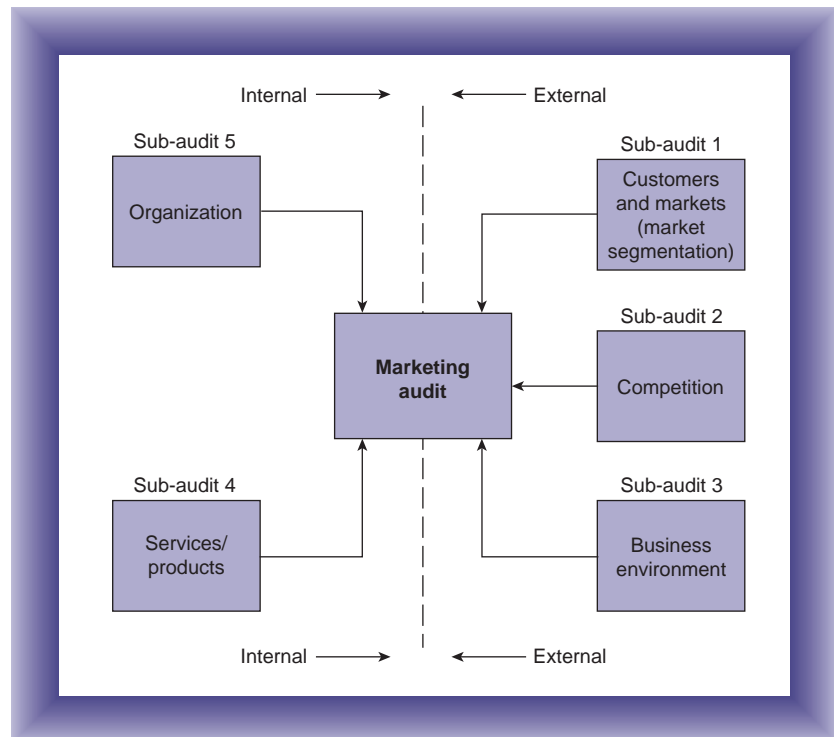 Internal
External
Sub-audit 5
Organization
Sub-audit 1
Customers
and markets
(market
segmentation)
Marketing
audit
Sub-audit 2
Competition
Sub-audit 4
Services/
products
Sub-audit 3
Business
environment
Internal
External